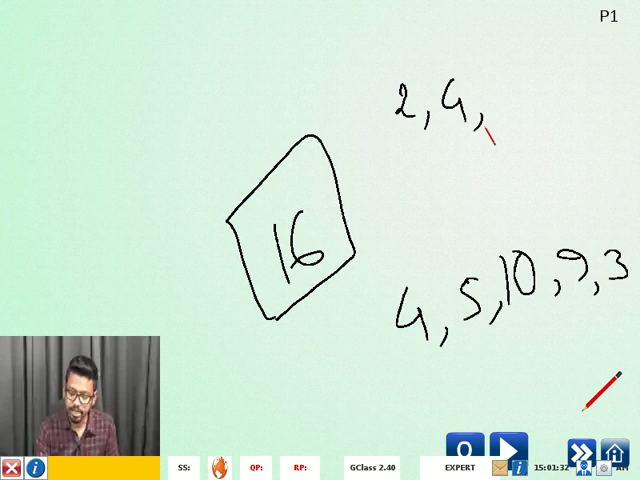 P1
2, 4,
16
4, 5, 10, 9, 3
SS: QP: RP: GClass 2.40 EXPERT 15:01:32 AM